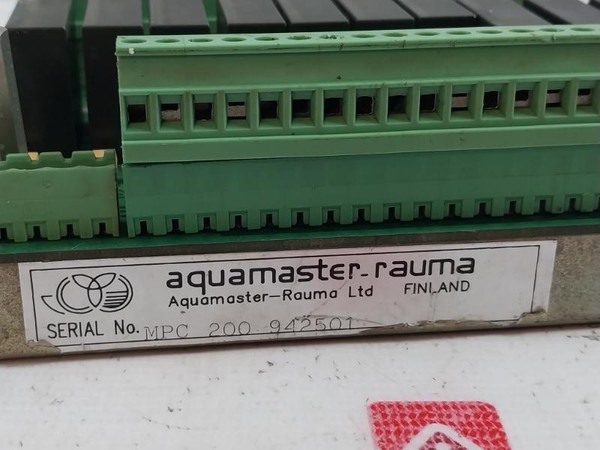 aquamaster-rauma
Aquamaster-Rauma Ltd FINLAND
SERIAL No. MPC 200 942501